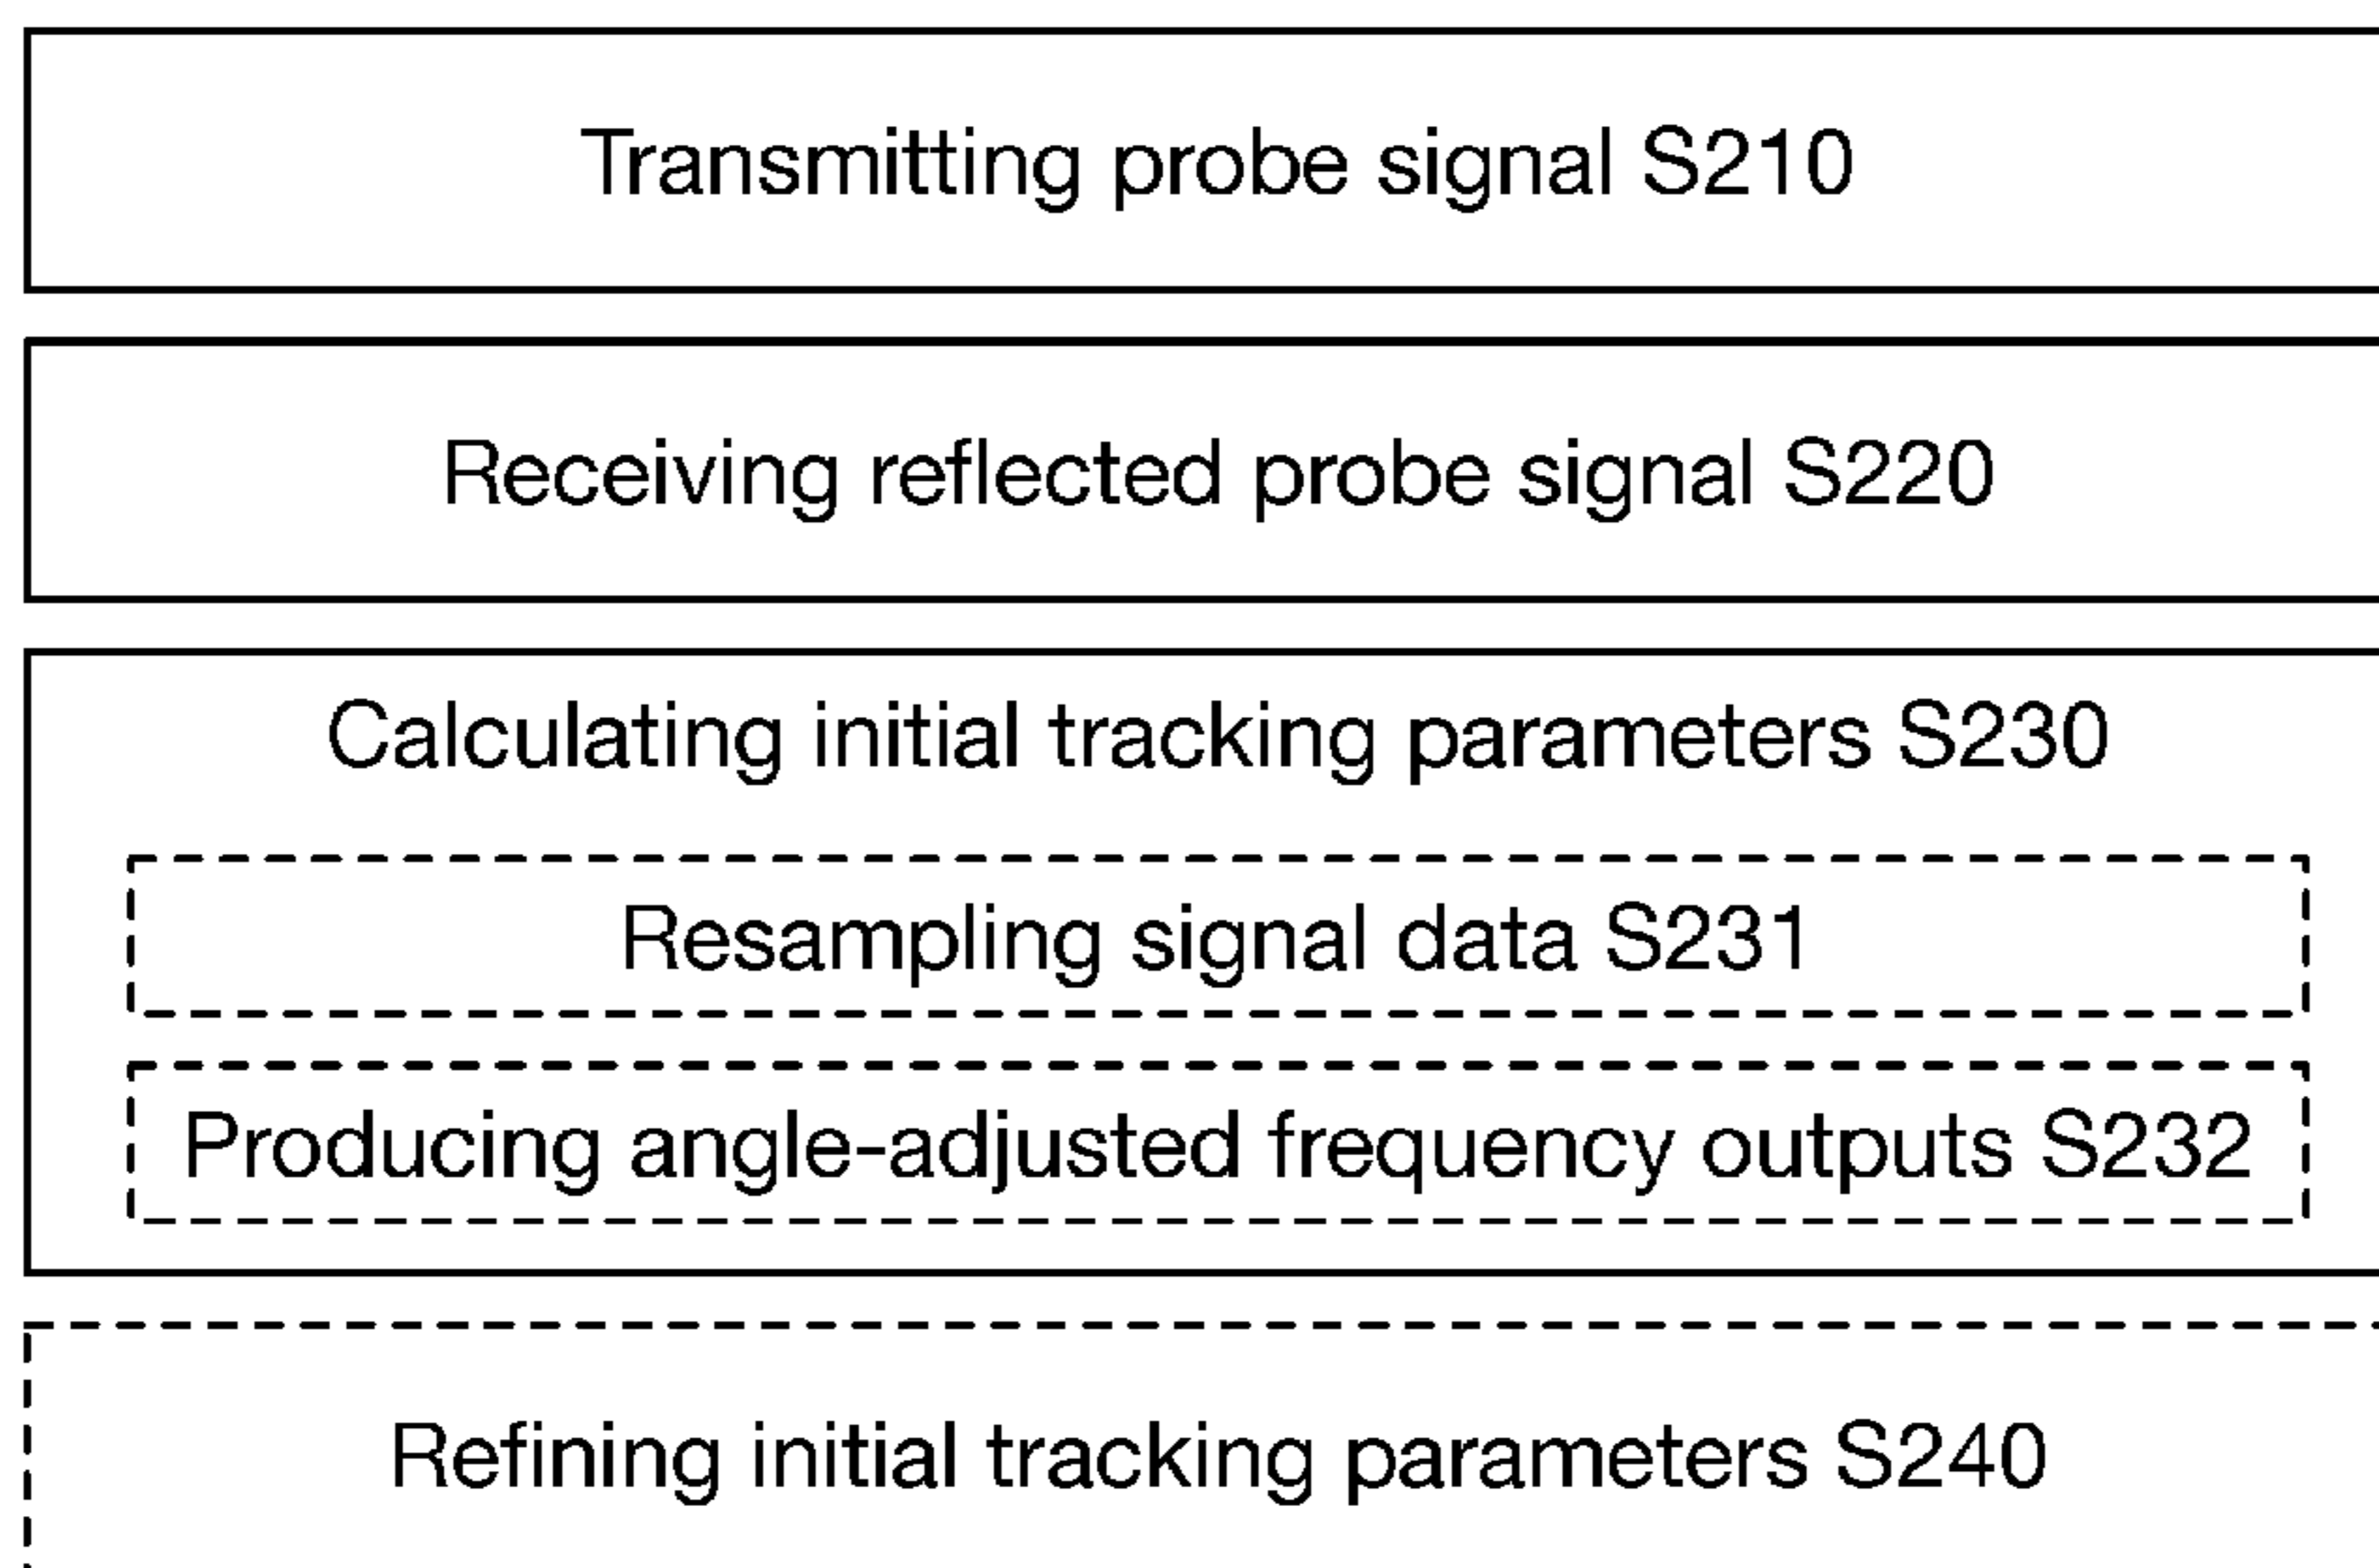 Transmitting probe signal S210
Receiving reflected probe signal S220
Calculating initial tracking parameters S230
Resampling signal data S231
Producing angle-adjusted frequency outputs S232
Refining initial tracking parameters S240